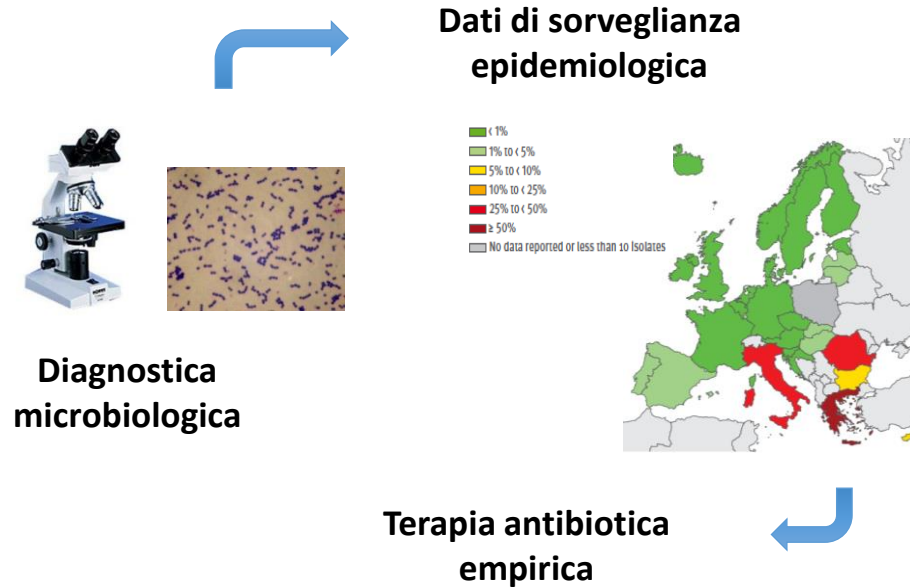 Dati di sorveglianza
epidemiologica
< 1%
1% to < 5%
5% to < 10%
10% to < 25%
25% to < 50%
≥ 50%
No data reported or less than 10 isolates
Diagnostica
microbiologica
Terapia antibiotica
empirica